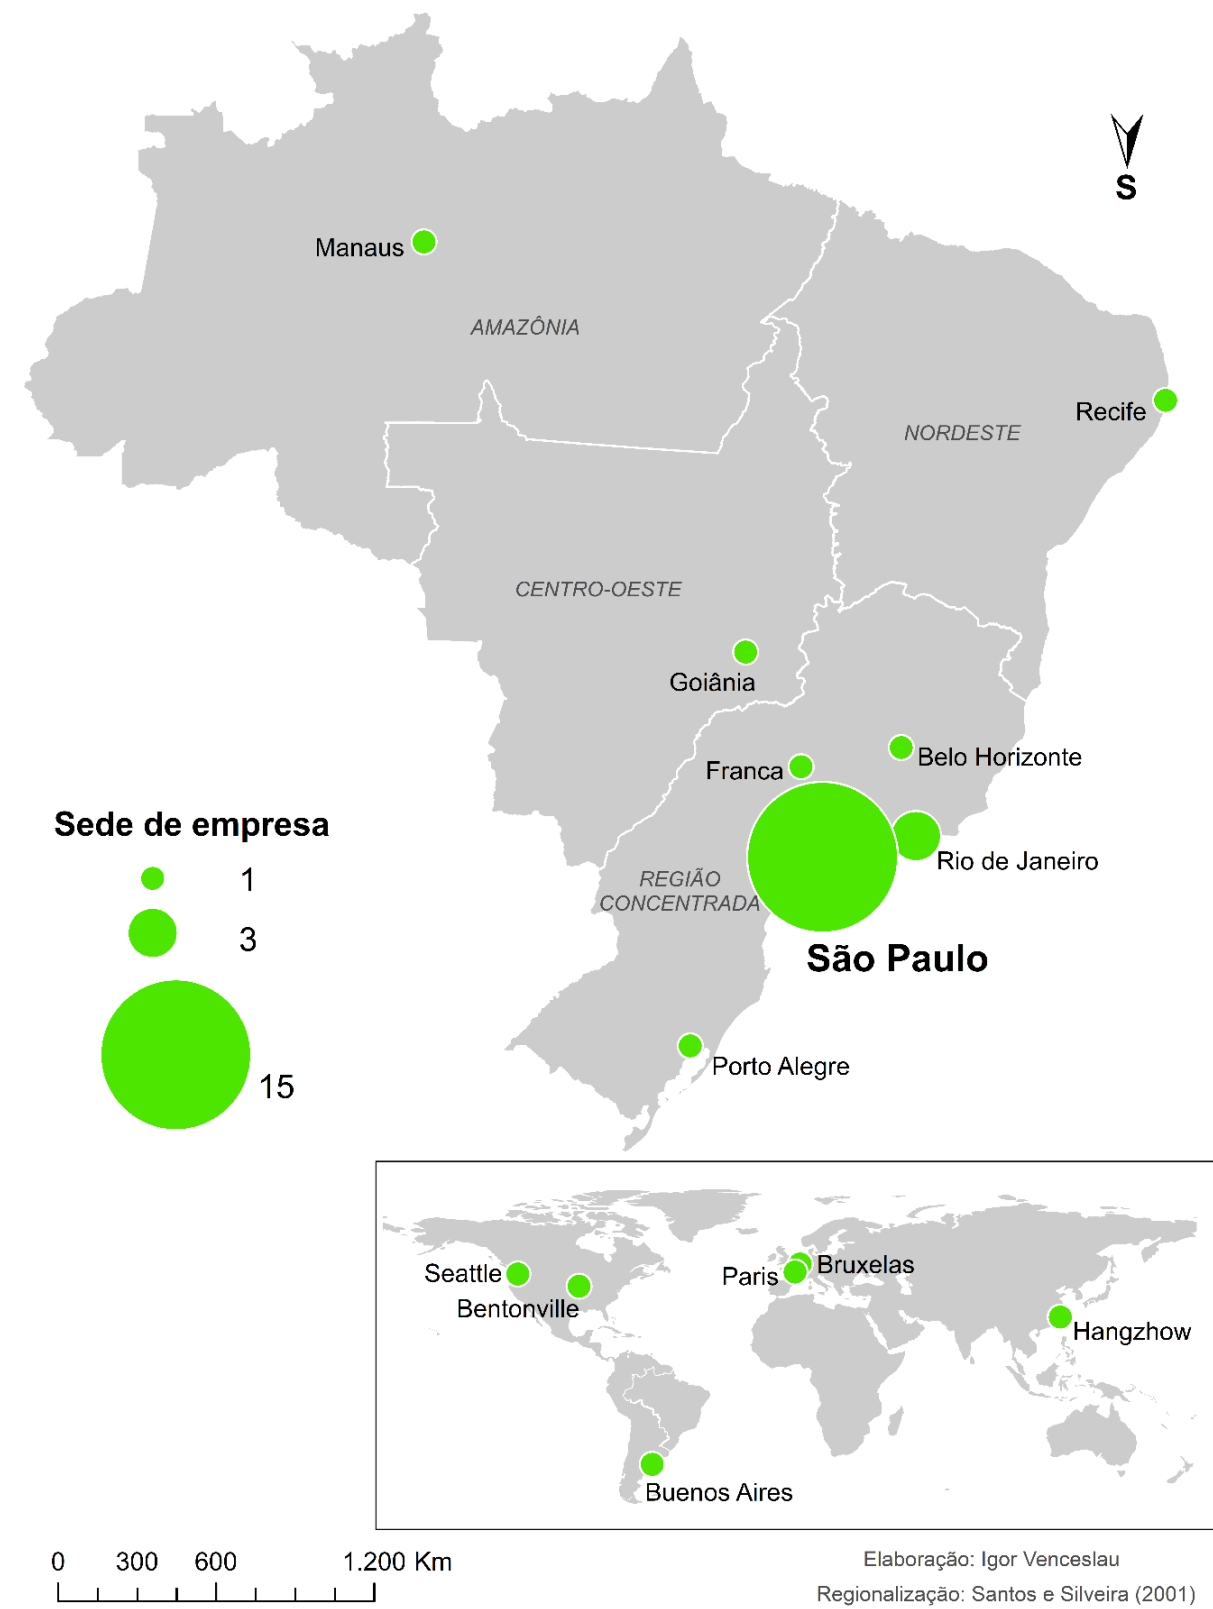 S
Manaus
AMAZÔNIA
Recife
NORDESTE
CENTRO-OESTE
Goiânia
Belo Horizonte
Franca
Sede de empresa
1
3
15
Rio de Janeiro
REGIÃO
CONCENTRADA
São Paulo
Porto Alegre
Seattle
Bentonville
Paris
Bruxelas
Hangzhow
Buenos Aires
0 300 600 1.200 Km
Elaboração: Igor Venceslau
Regionalização: Santos e Silveira (2001)